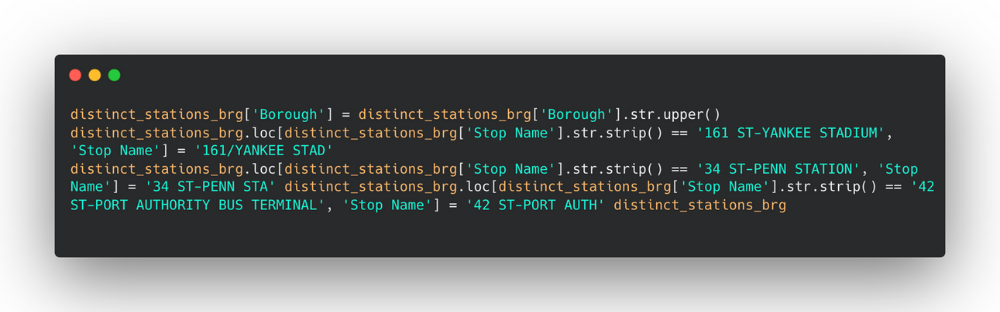 distinct_stations_brg['Borough'] = distinct_stations_brg['Borough'].str.upper()
distinct_stations_brg.loc[distinct_stations_brg['Stop Name'].str.strip() == '161 ST-YANKEE STADIUM',
'Stop Name'] = '161/YANKEE STAD'
distinct_stations_brg.loc[distinct_stations_brg['Stop Name'].str.strip() == '34 ST-PENN STATION', 'Stop
Name'] = '34 ST-PENN STA' distinct_stations_brg.loc[distinct_stations_brg['Stop Name'].str.strip() == '42
ST-PORT AUTHORITY BUS TERMINAL', 'Stop Name'] = '42 ST-PORT AUTH' distinct_stations_brg